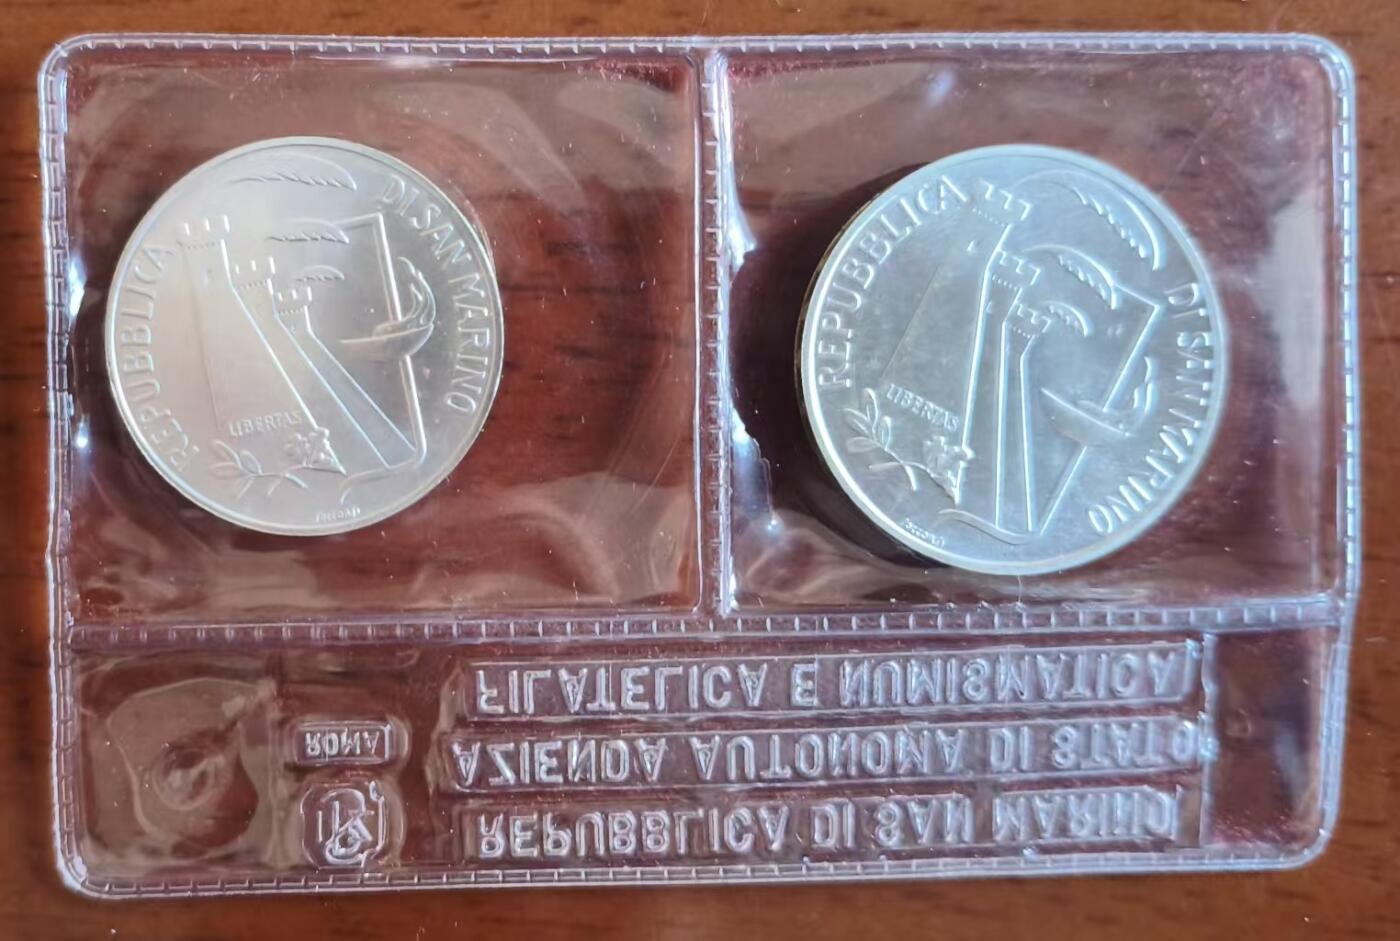 REPUBBLICA DI SAN MARINO
LIBERTAS
REPUBBLICA DI SAN MARINO
LIBERTAS
FILATELICA E NUMISMATICA
AZIENDA AUTONOMA DI STATO
REPUBBLICA DI SAN MARINO
ROMA